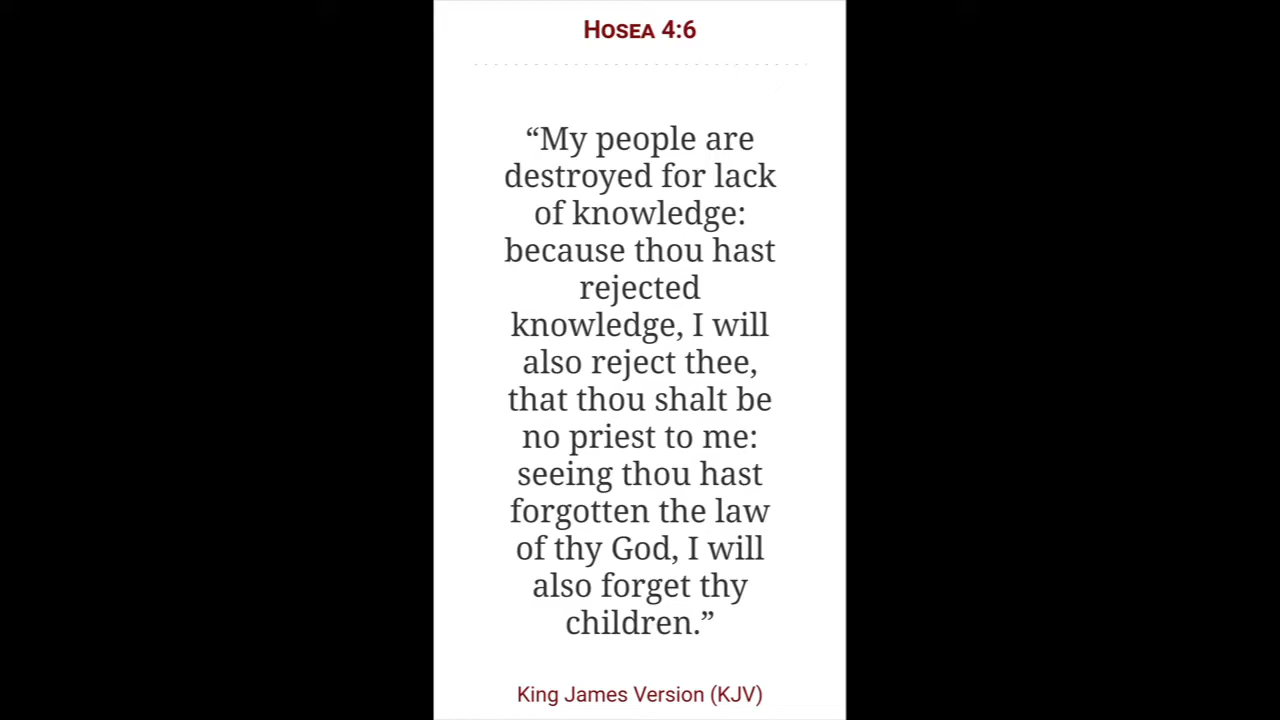 Hosea 4:6
“My people are
destroyed for lack
of knowledge:
because thou hast
rejected
knowledge, I will
also reject thee,
that thou shalt be
no priest to me:
seeing thou hast
forgotten the law
of thy God, I will
also forget thy
children.”
King James Version (KJV)